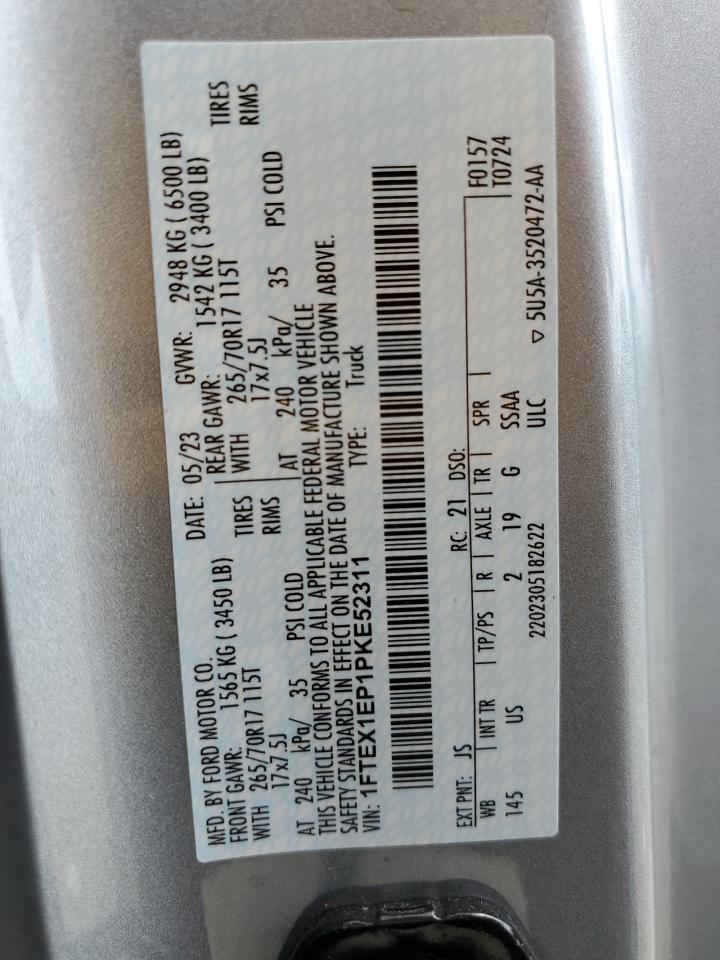 MFD. BY FORD MOTOR CO.
DATE: 05/23 GVWR: 2948 KG ( 6500 LB)
FRONT GAWR: 1565 KG ( 3450 LB) REAR GAWR: 1542 KG ( 3400 LB)
WITH 265/70R17 115T TIRES WITH 265/70R17 115T TIRES
17x7.5J RIMS 17x7.5J RIMS
AT 240 kPa/ 35 PSI COLD AT 240 kPa/ 35 PSI COLD
THIS VEHICLE CONFORMS TO ALL APPLICABLE FEDERAL MOTOR VEHICLE
SAFETY STANDARDS IN EFFECT ON THE DATE OF MANUFACTURE SHOWN ABOVE.
VIN: 1FTEX1EP1PKE52311 TYPE: Truck
EXT PNT: JS RC: 21 DSO: F0157
WB INT TR TP/PS R AXLE TR SPR T0724
145 US 2 19 G SSAA
2202305182622 ULC ▽ 5U5A-3520472-AA